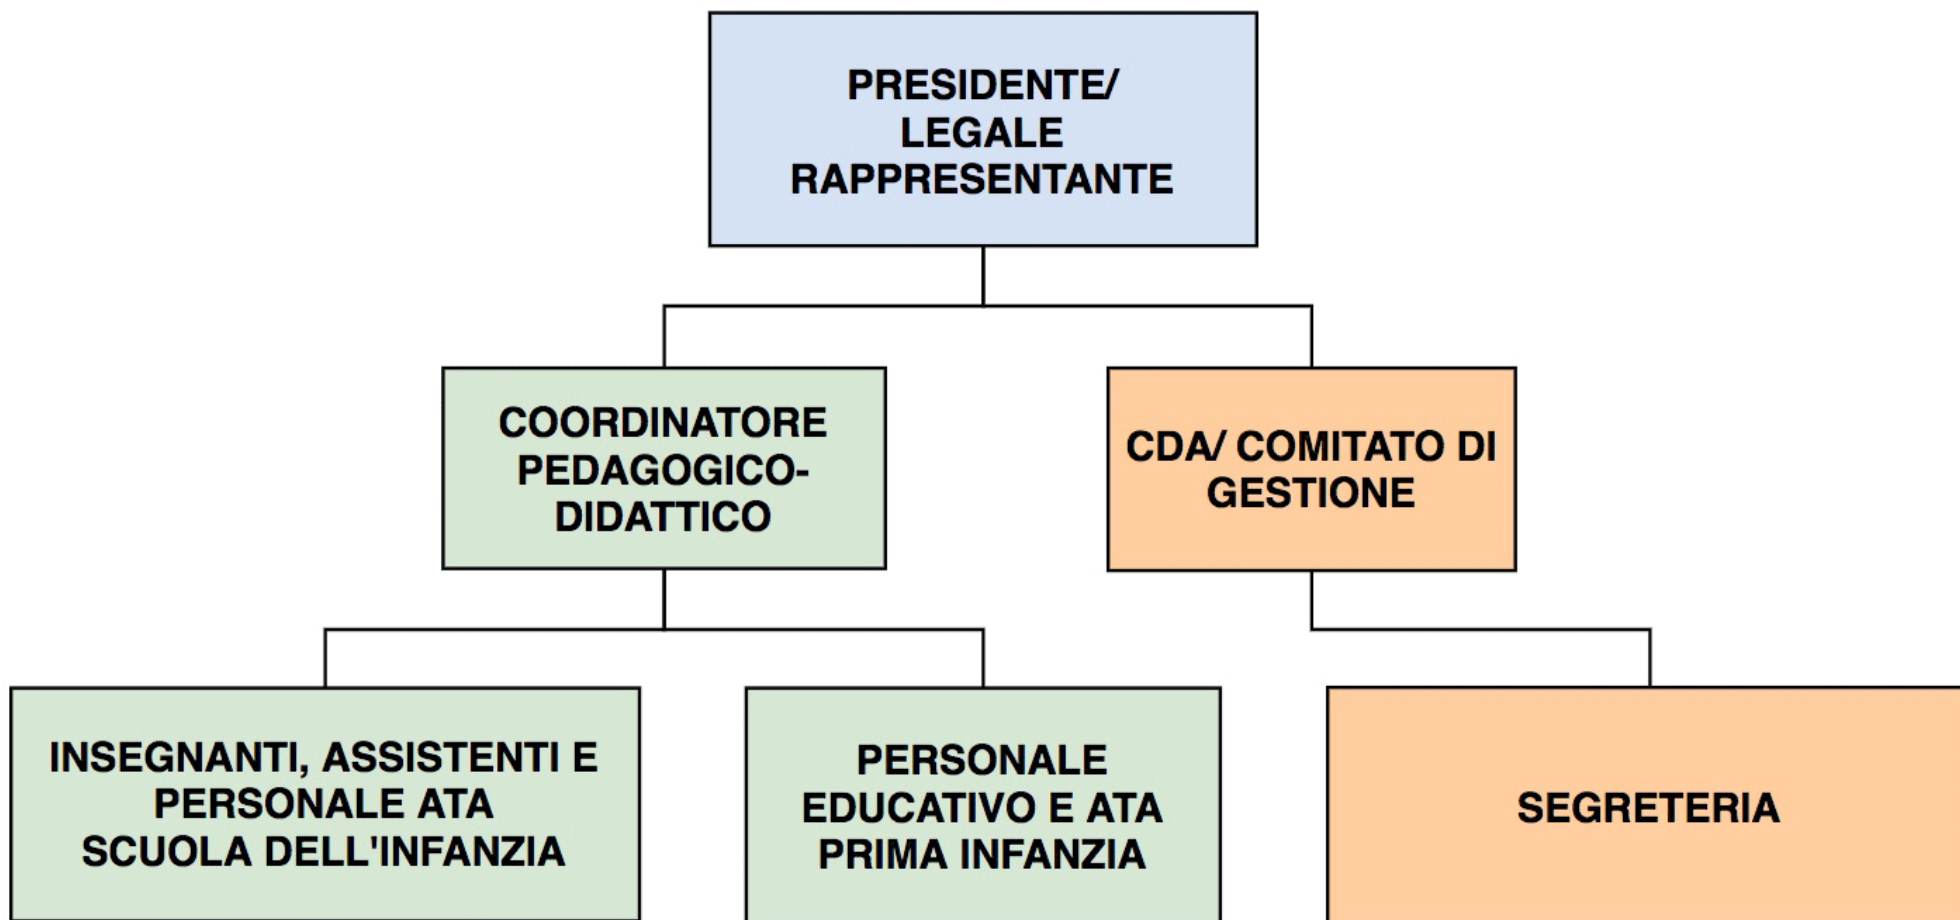 PRESIDENTE/
LEGALE
RAPPRESENTANTE
COORDINATORE
PEDAGOGICO-
DIDATTICO
CDA/ COMITATO DI
GESTIONE
INSEGNANTI, ASSISTENTI E
PERSONALE ATA
SCUOLA DELL'INFANZIA
PERSONALE
EDUCATIVO E ATA
PRIMA INFANZIA
SEGRETERIA